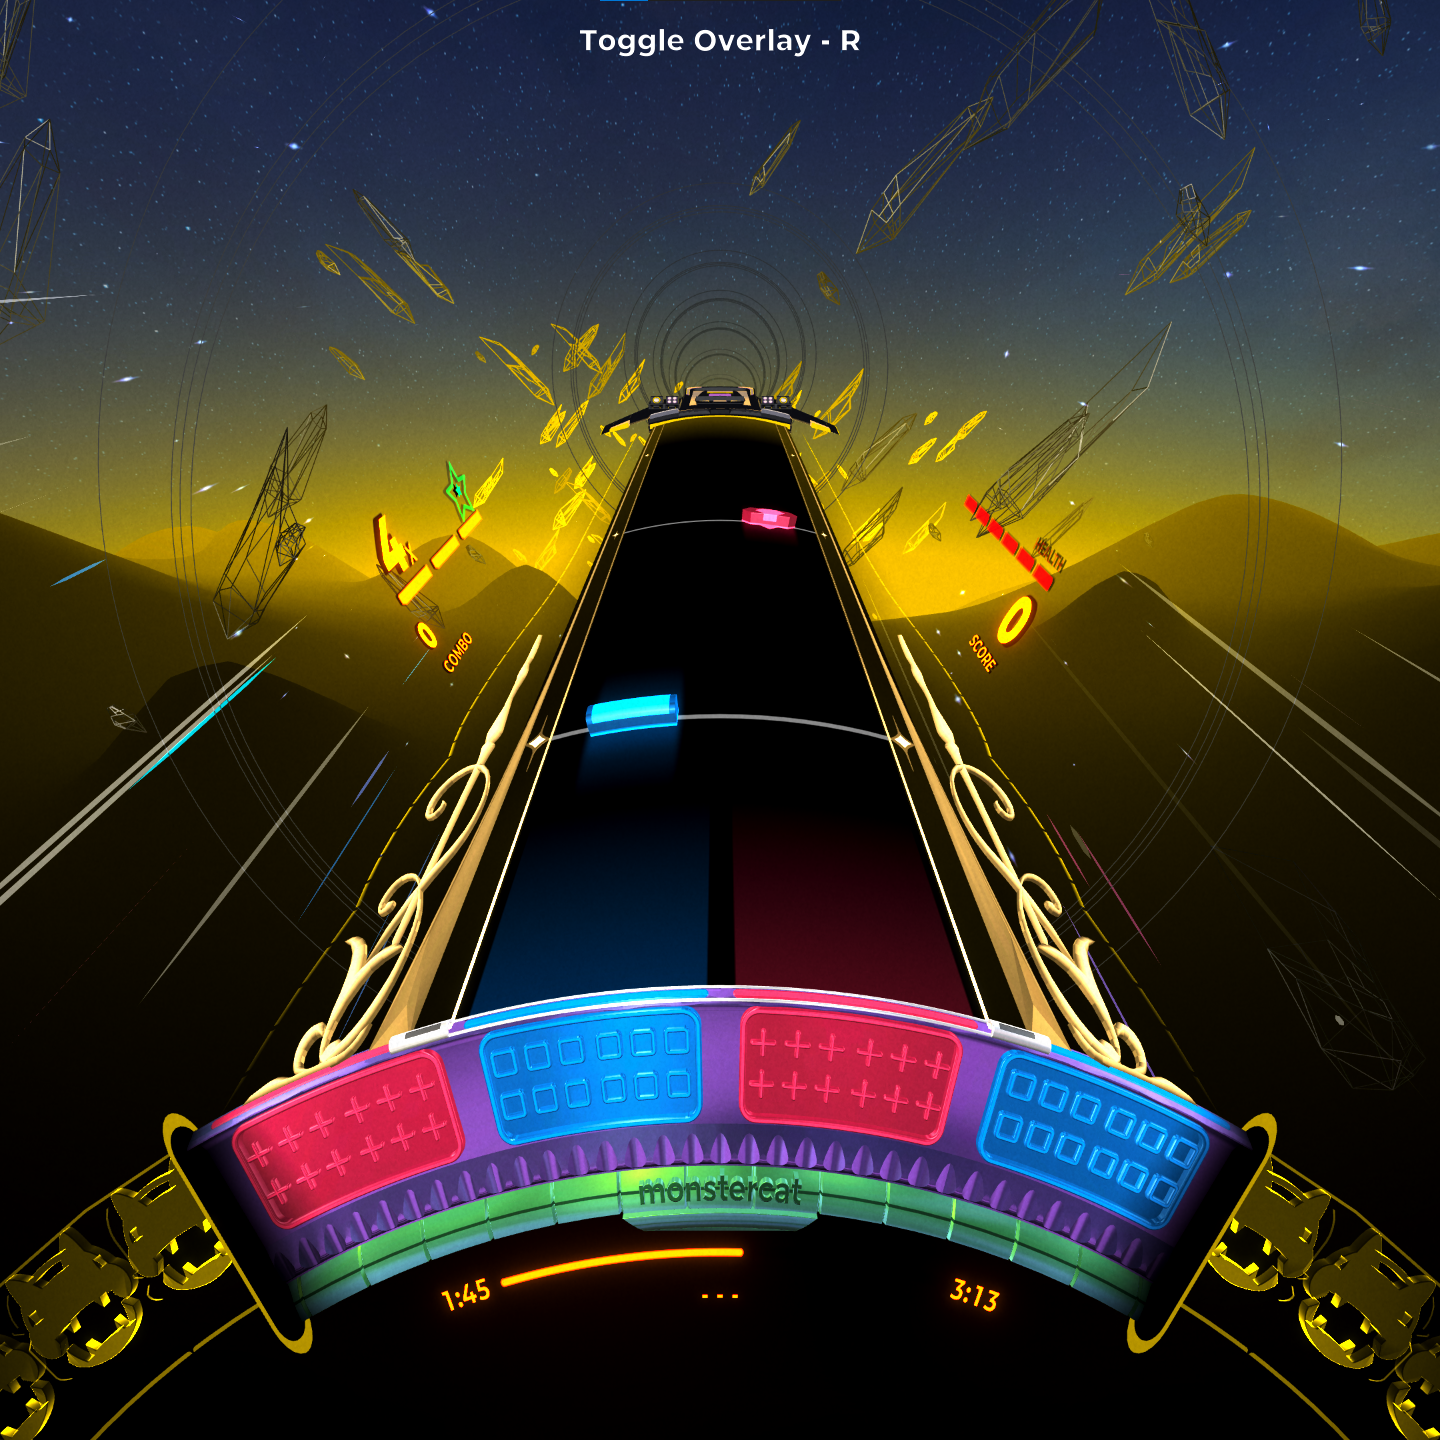 Toggle Overlay - R
4x
0
COMBO
HEALTH
0
SCORE
monstercat
1:45
---
3:13